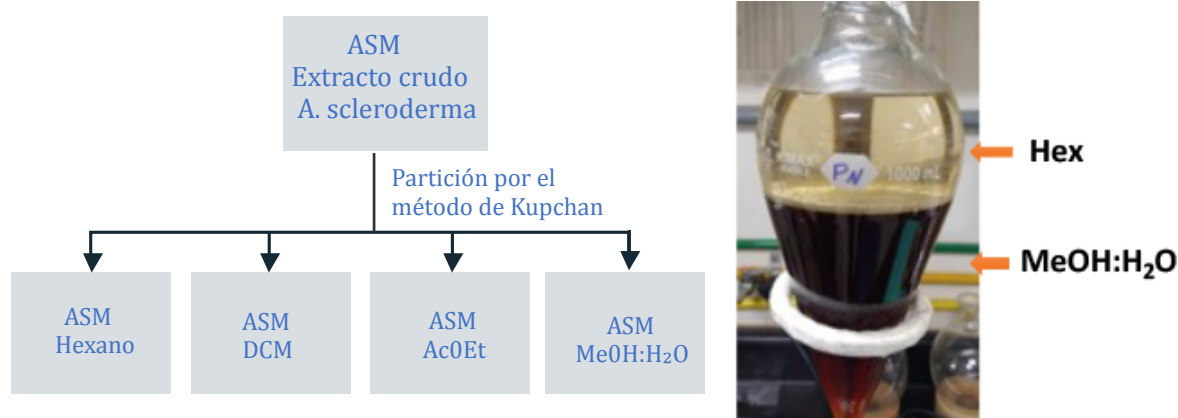 ASM
Extracto crudo
A. scleroderma
Partición por el
método de Kupchan
ASM
Hexano
ASM
DCM
ASM
Ac0Et
ASM
Me0H:H₂O
PN
1000 mL
Hex
MeOH:H₂O